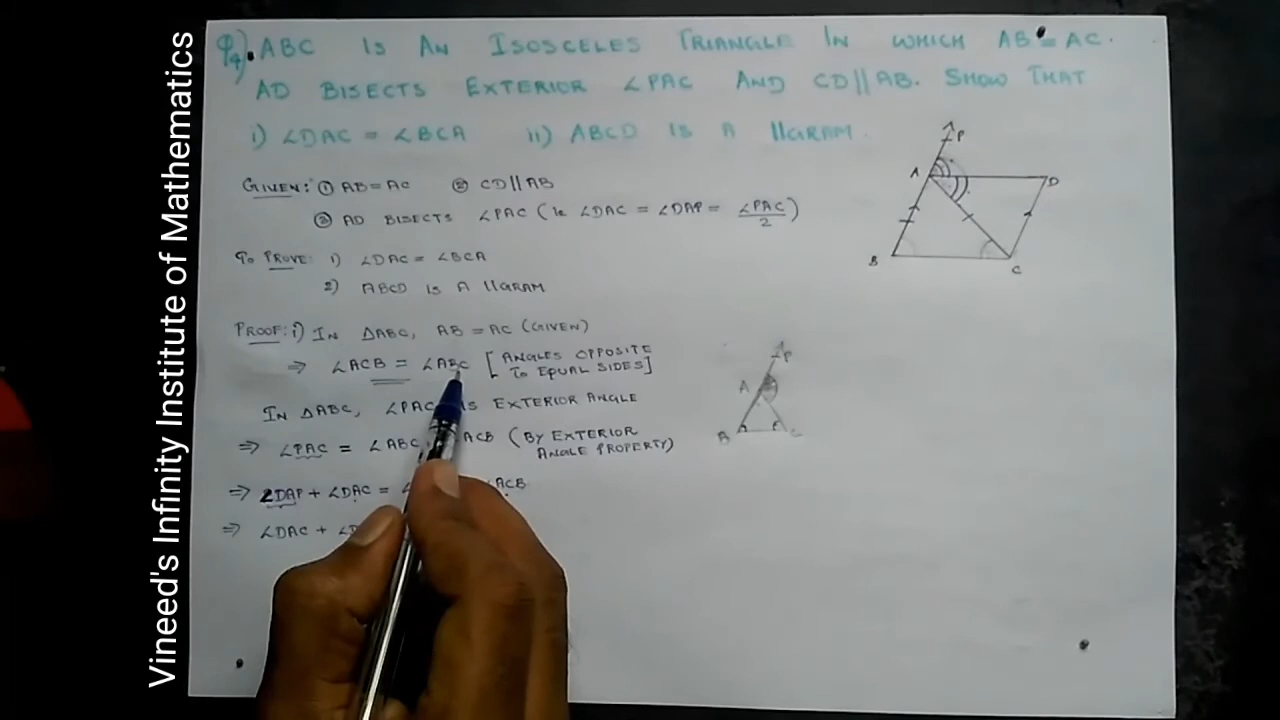 Vineed's Infinity Institute of Mathematics
Q4) ABC IS AN ISOSCELES TRIANGLE IN WHICH AB = AC.
AD BISECTS EXTERIOR ∠PAC AND CD||AB. SHOW THAT
i) ∠DAC = ∠BCA ii) ABCD IS A ||GRAM
GIVEN: ① AB = AC ② CD||AB
③ AD BISECTS ∠PAC (ie ∠DAC = ∠DAP = ∠PAC/2)
TO PROVE: 1) ∠DAC = ∠BCA
2) ABCD IS A ||GRAM
PROOF: i) IN ΔABC, AB = AC (GIVEN)
⇒ ∠ACB = ∠ABC [ANGLES OPPOSITE
TO EQUAL SIDES]
IN ΔABC, ∠PAC IS EXTERIOR ANGLE
⇒ ∠PAC = ∠ABC ACB (BY EXTERIOR
ANGLE PROPERTY)
⇒ ∠DAP + ∠DAC = ∠ACB
⇒ ∠DAC + ∠D
P
A
D
B
C
P
A
B
C